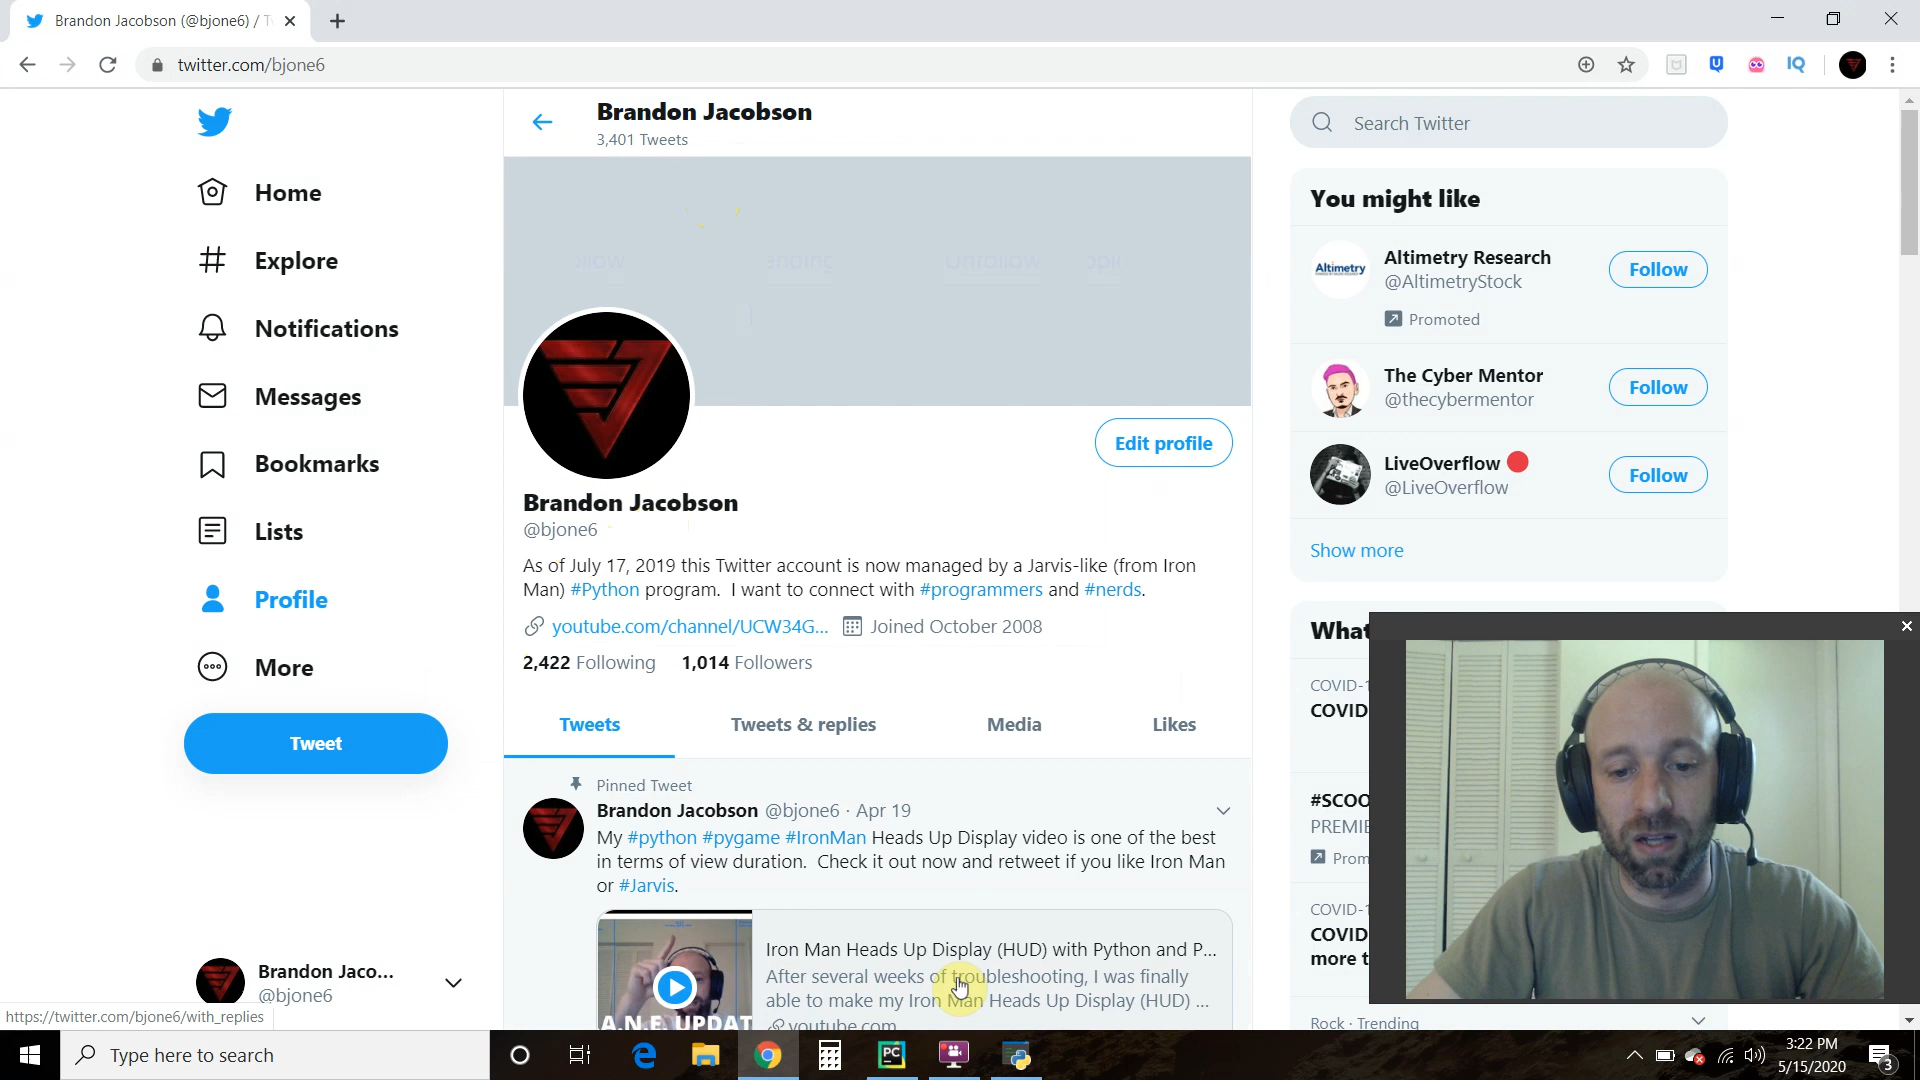 Brandon Jacobson (@bjone6) / T
twitter.com/bjone6
Home
Explore
Notifications
Messages
Bookmarks
Lists
Profile
More
Tweet
Brandon Jaco...
@bjone6
https://twitter.com/bjone6/with_replies
Brandon Jacobson
3,401 Tweets
Edit profile
Brandon Jacobson
@bjone6
As of July 17, 2019 this Twitter account is now managed by a Jarvis-like (from Iron
Man) #Python program. I want to connect with #programmers and #nerds.
youtube.com/channel/UCW34G... Joined October 2008
2,422 Following 1,014 Followers
Tweets Tweets & replies Media Likes
Pinned Tweet
Brandon Jacobson @bjone6 · Apr 19
My #python #pygame #IronMan Heads Up Display video is one of the best
in terms of view duration. Check it out now and retweet if you like Iron Man
or #Jarvis.
A.N.E. UPDAT
Iron Man Heads Up Display (HUD) with Python and P...
After several weeks of troubleshooting, I was finally
able to make my Iron Man Heads Up Display (HUD) ...
youtube.com
Search Twitter
You might like
Altimetry
Altimetry Research
@AltimetryStock
Promoted
Follow
The Cyber Mentor
@thecybermentor
Follow
LiveOverflow
@LiveOverflow
Follow
Show more
What
COVID-1
COVID
#SCOO
PREMIE
Prom
COVID-1
COVID
more t
Rock · Trending
IQ
Type here to search
PC
3:22 PM
5/15/2020
3